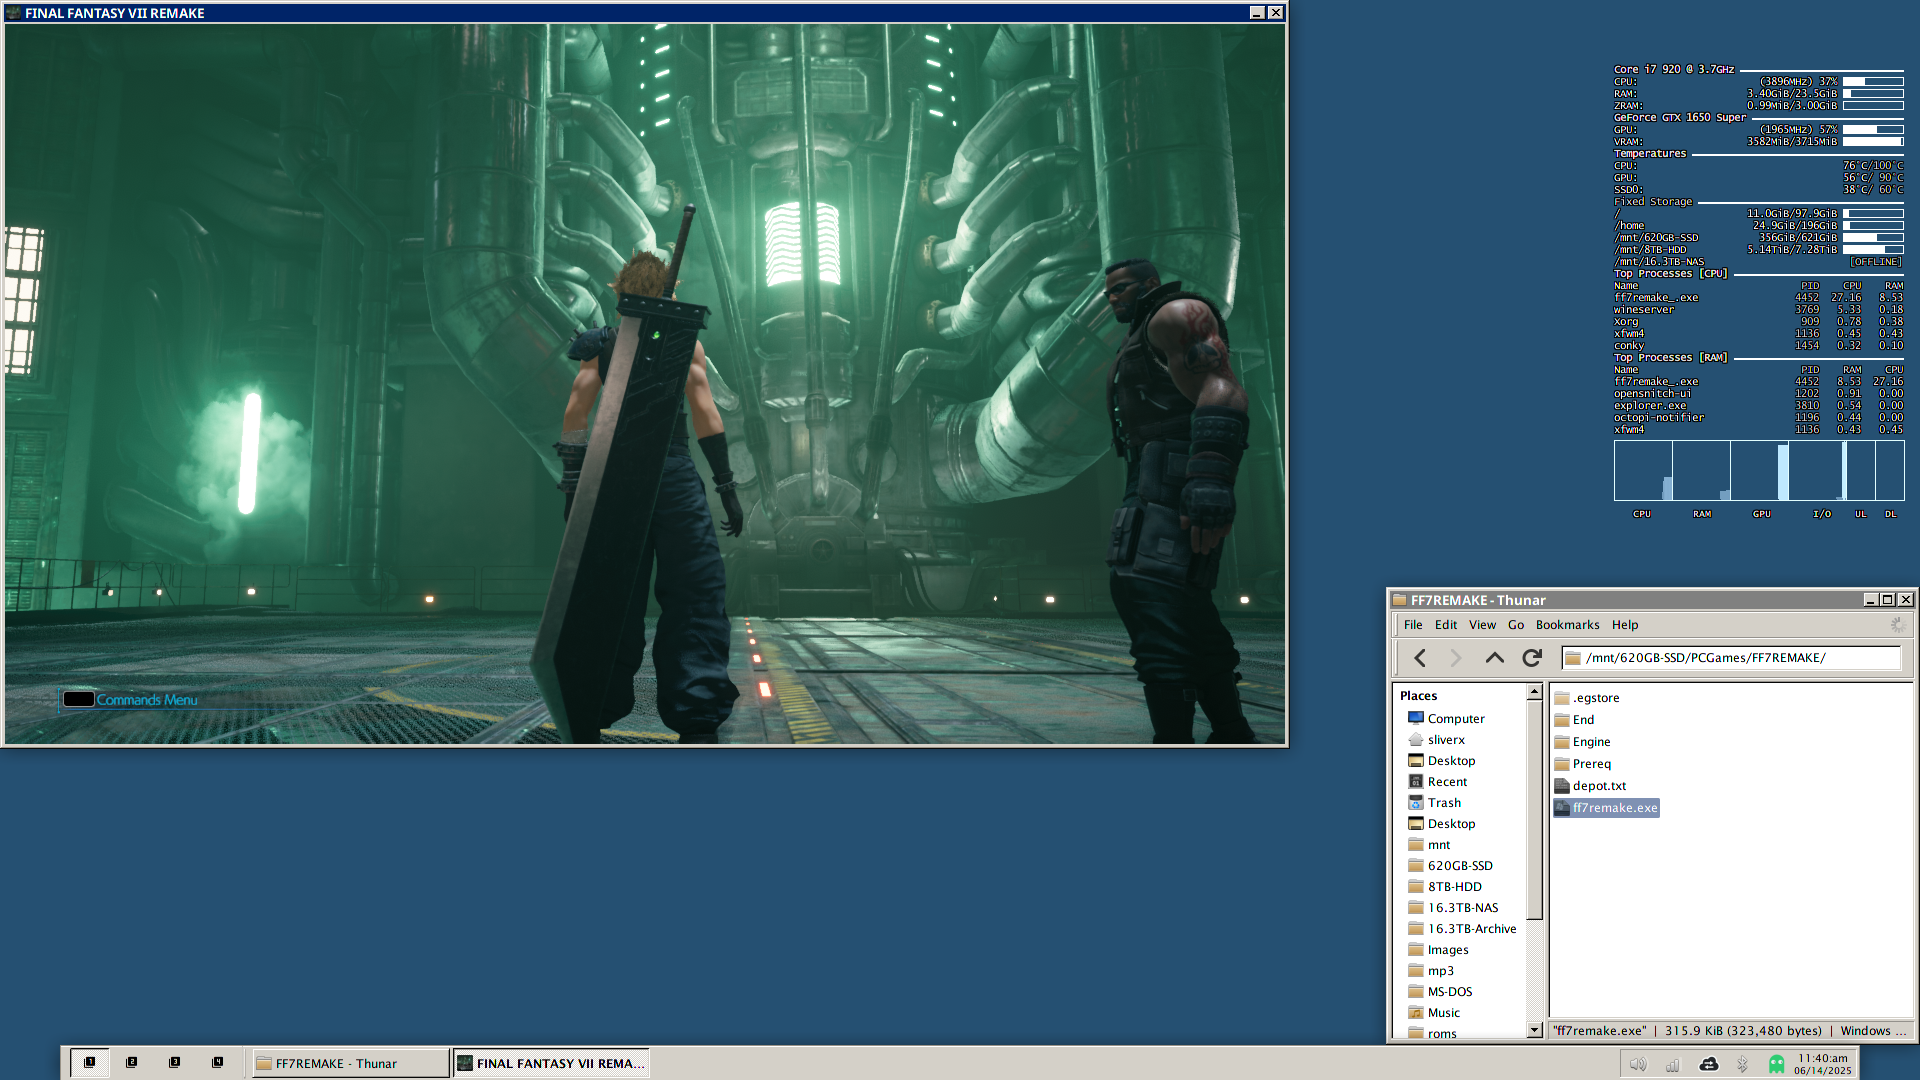 FINAL FANTASY VII REMAKE
Commands Menu
Core i7 920 @ 3.7GHz
CPU: (3896MHz) 37%
RAM: 3.40GiB/23.5GiB
ZRAM: 0.99MiB/3.00GiB
GeForce GTX 1650 Super
GPU: (1965MHz) 57%
VRAM: 3582MiB/3715MiB
Temperatures
CPU: 76°C/100°C
GPU: 56°C/ 90°C
SSD0: 38°C/ 60°C
Fixed Storage
/ 11.0GiB/97.9GiB
/home 24.9GiB/196GiB
/mnt/620GB-SSD 356GiB/621GiB
/mnt/8TB-HDD 5.14TiB/7.28TiB
/mnt/16.3TB-NAS [OFFLINE]
Top Processes [CPU]
Name PID CPU RAM
ff7remake_.exe 4452 27.16 8.53
wineserver 3769 5.33 0.18
Xorg 909 0.78 0.38
xfwm4 1136 0.45 0.43
conky 1454 0.32 0.10
Top Processes [RAM]
Name PID RAM CPU
ff7remake_.exe 4452 8.53 27.16
opensnitch-ui 1202 0.91 0.00
explorer.exe 3810 0.54 0.00
octopi-notifier 1196 0.44 0.00
xfwm4 1136 0.43 0.45
CPU RAM GPU I/O UL DL
FF7REMAKE - Thunar
File Edit View Go Bookmarks Help
/mnt/620GB-SSD/PCGames/FF7REMAKE/
Places
Computer
sliverx
Desktop
Recent
Trash
Desktop
mnt
620GB-SSD
8TB-HDD
16.3TB-NAS
16.3TB-Archive
Images
mp3
MS-DOS
Music
roms
.egstore
End
Engine
Prereq
depot.txt
ff7remake.exe
"ff7remake.exe" | 315.9 KiB (323,480 bytes) | Windows ...
1 2 3 4
FF7REMAKE - Thunar
FINAL FANTASY VII REMA...
11:40:am
06/14/2025